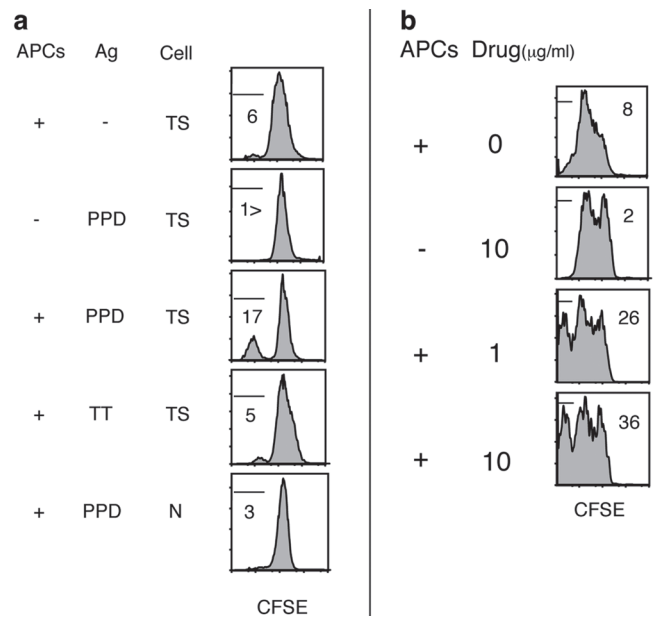 a
APCs Ag Cell
+ - TS 6
- PPD TS 1>
+ PPD TS 17
+ TT TS 5
+ PPD N 3
CFSE
b
APCs Drug(μg/ml)
+ 0 8
- 10 2
+ 1 26
+ 10 36
CFSE